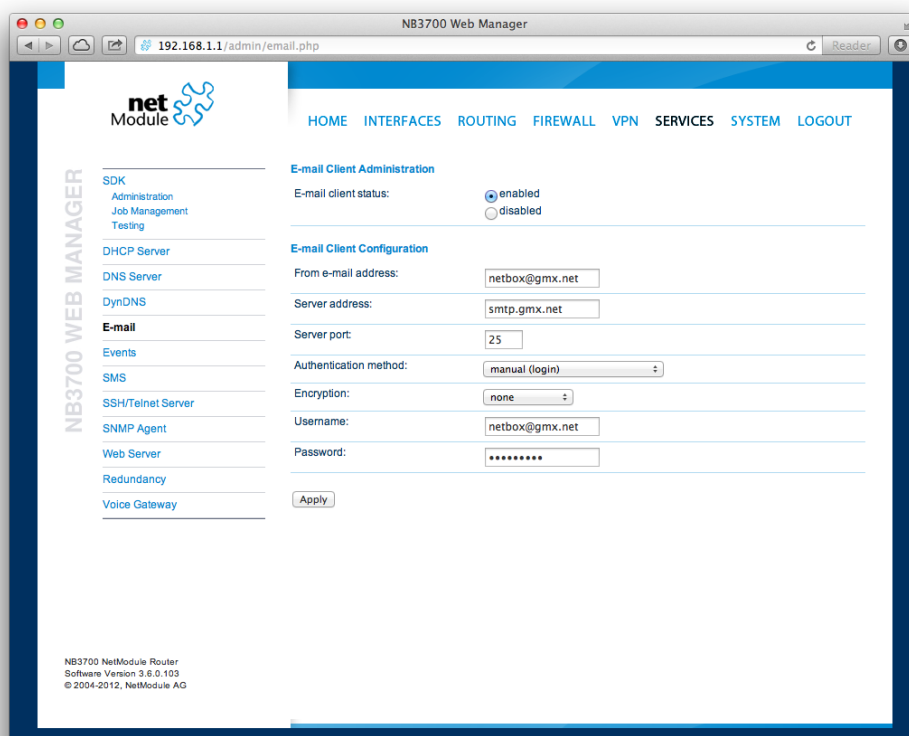 NB3700 Web Manager
192.168.1.1/admin/email.php
Reader
net
Module
HOME INTERFACES ROUTING FIREWALL VPN SERVICES SYSTEM LOGOUT
NB3700 WEB MANAGER
SDK
Administration
Job Management
Testing
DHCP Server
DNS Server
DynDNS
E-mail
Events
SMS
SSH/Telnet Server
SNMP Agent
Web Server
Redundancy
Voice Gateway
E-mail Client Administration
E-mail client status:
enabled
disabled
E-mail Client Configuration
From e-mail address: netbox@gmx.net
Server address: smtp.gmx.net
Server port: 25
Authentication method: manual (login)
Encryption: none
Username: netbox@gmx.net
Password: •••••••••
Apply
NB3700 NetModule Router
Software Version 3.6.0.103
© 2004-2012, NetModule AG